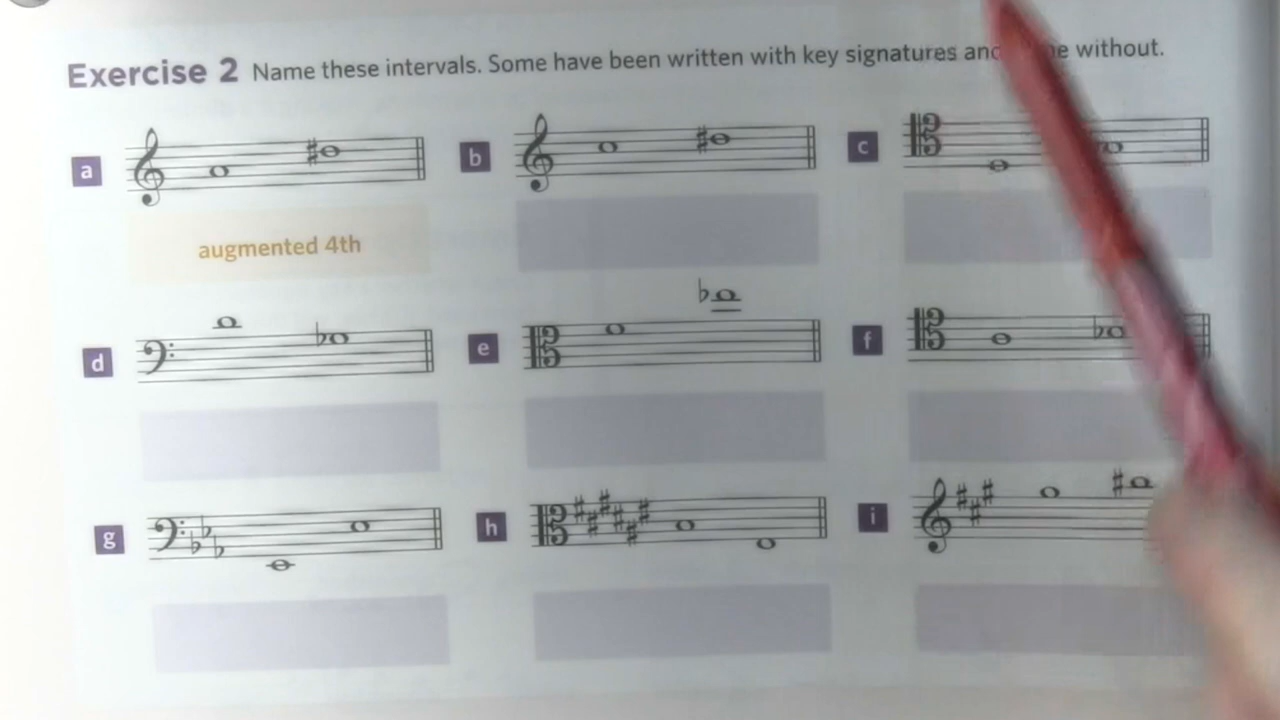 Exercise 2 Name these intervals. Some have been written with key signatures and without.
a
b
c
augmented 4th
d
e
f
g
h
i